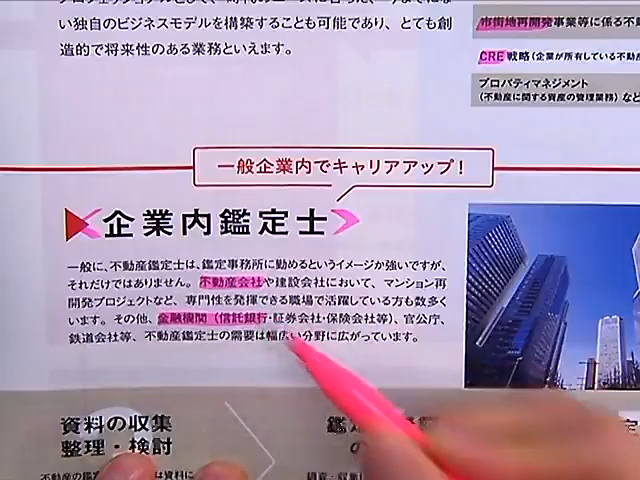 い独自のビジネスモデルを構築することも可能であり、とても創
造的で将来性のある業務といえます。
市街地再開発事業等に係る不動
CRE戦略(企業が所有している不動産
プロパティマネジメント
(不動産に関する資産の管理業務)など
一般企業内でキャリアアップ!
企業内鑑定士
一般に、不動産鑑定士は、鑑定事務所に勤めるというイメージが強いですが、
それだけではありません。不動産会社や建設会社において、マンション再
開発プロジェクトなど、専門性を発揮できる職場で活躍している方も数多く
います。その他、金融機関(信託銀行・証券会社・保険会社等)、官公庁、
鉄道会社等、不動産鑑定士の需要は幅広い分野に広がっています。
資料の収集
整理・検討
不動産の鑑定
は資料に
鑑定